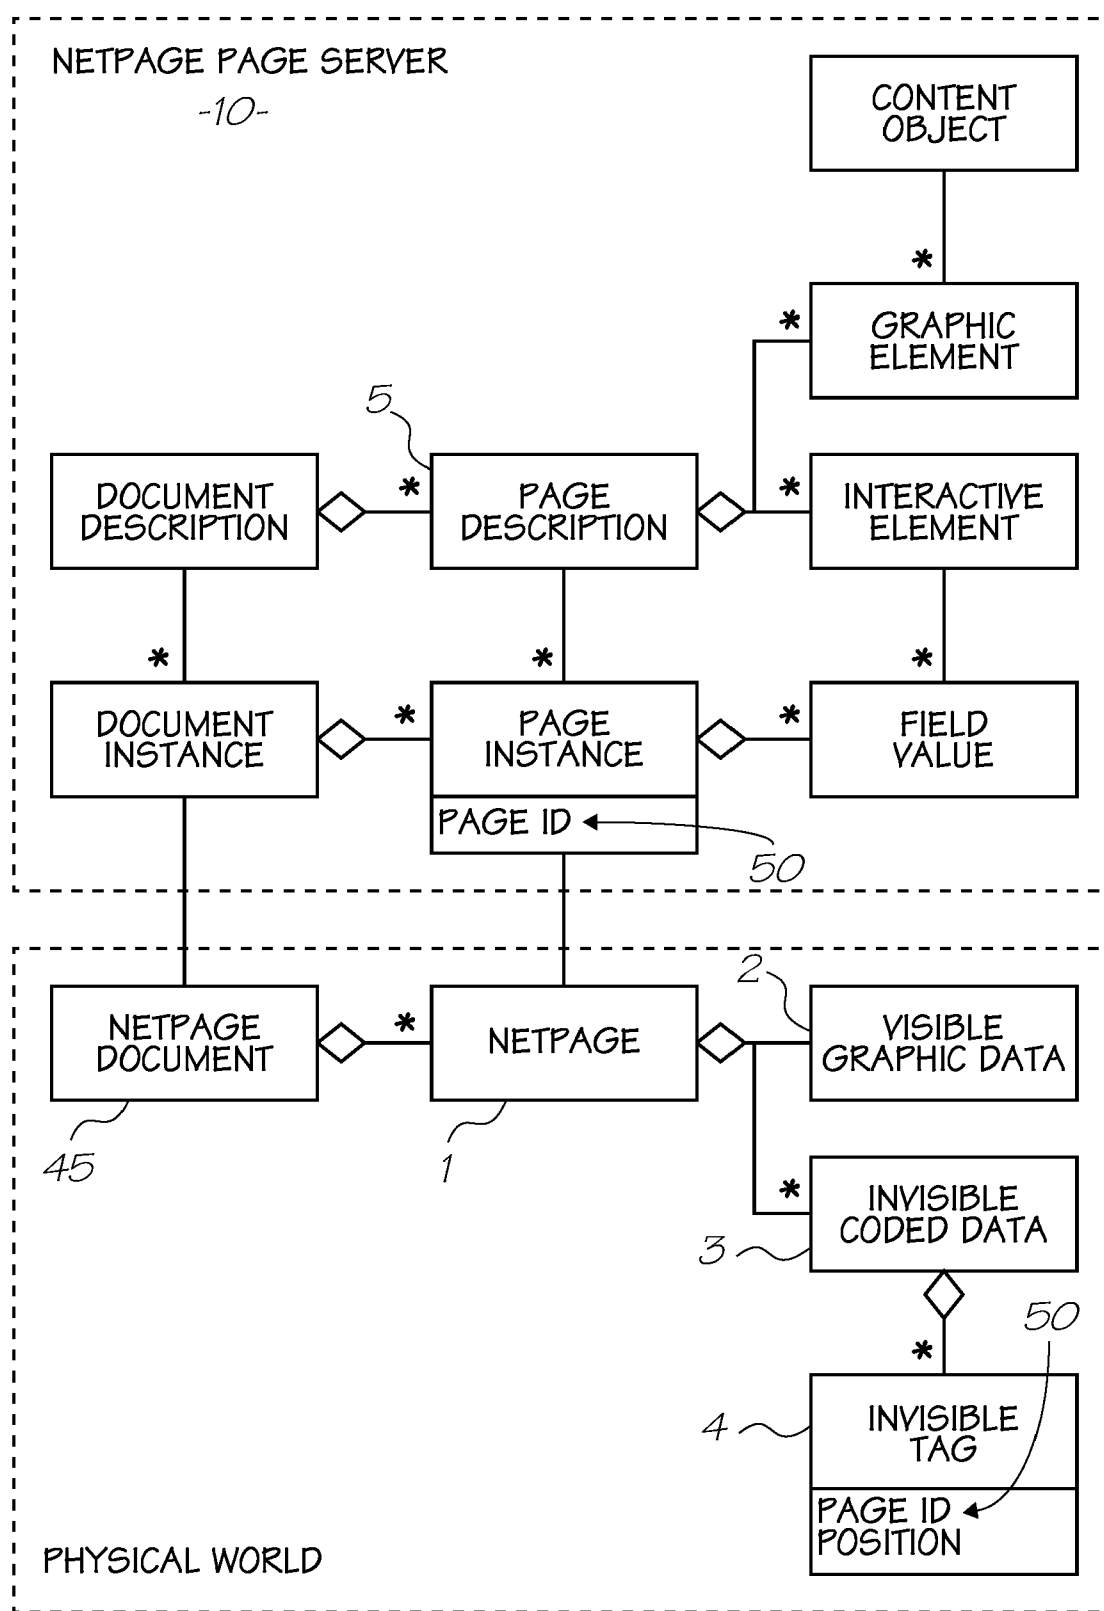 NETPAGE PAGE SERVER
-10-
CONTENT
OBJECT
*
*
GRAPHIC
ELEMENT
5
DOCUMENT
DESCRIPTION
*
PAGE
DESCRIPTION
*
INTERACTIVE
ELEMENT
*
*
*
DOCUMENT
INSTANCE
*
PAGE
INSTANCE
*
FIELD
VALUE
PAGE ID
50
NETPAGE
DOCUMENT
*
NETPAGE
2
VISIBLE
GRAPHIC DATA
45
1
*
INVISIBLE
CODED DATA
3
50
*
4
INVISIBLE
TAG
PAGE ID
POSITION
PHYSICAL WORLD